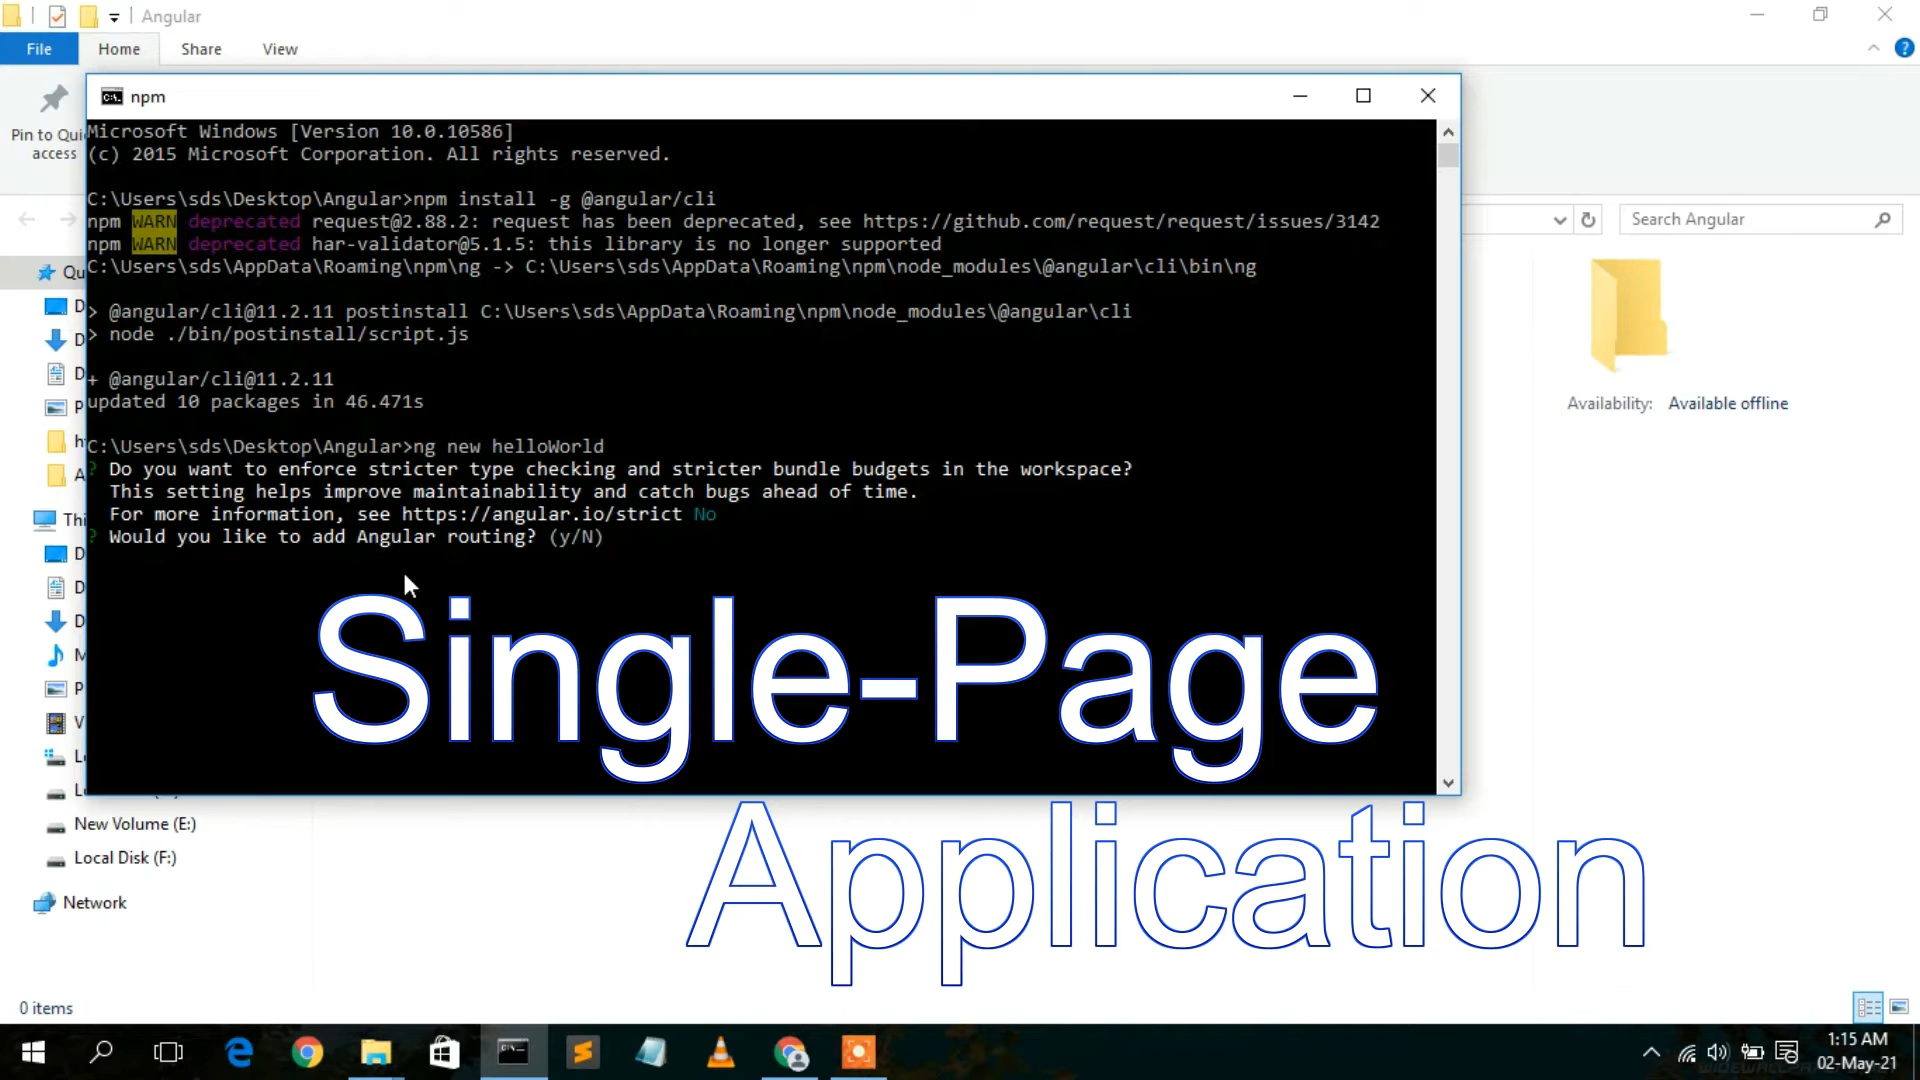 Angular
File
Home
Share
View
npm
Pin to Qui
access
Microsoft Windows [Version 10.0.10586]
(c) 2015 Microsoft Corporation. All rights reserved.
C:\Users\sds\Desktop\Angular>npm install -g @angular/cli
npm WARN deprecated request@2.88.2: request has been deprecated, see https://github.com/request/request/issues/3142
npm WARN deprecated har-validator@5.1.5: this library is no longer supported
C:\Users\sds\AppData\Roaming\npm\ng -> C:\Users\sds\AppData\Roaming\npm\node_modules\@angular\cli\bin\ng
> @angular/cli@11.2.11 postinstall C:\Users\sds\AppData\Roaming\npm\node_modules\@angular\cli
> node ./bin/postinstall/script.js
+ @angular/cli@11.2.11
updated 10 packages in 46.471s
C:\Users\sds\Desktop\Angular>ng new helloWorld
? Do you want to enforce stricter type checking and stricter bundle budgets in the workspace?
This setting helps improve maintainability and catch bugs ahead of time.
For more information, see https://angular.io/strict No
? Would you like to add Angular routing? (y/N)
Search Angular
Availability: Available offline
Qu
D
D
D
P
A
Thi
D
D
D
M
P
V
New Volume (E:)
Local Disk (F:)
Network
Single-Page
Application
0 items
1:15 AM
02-May-21